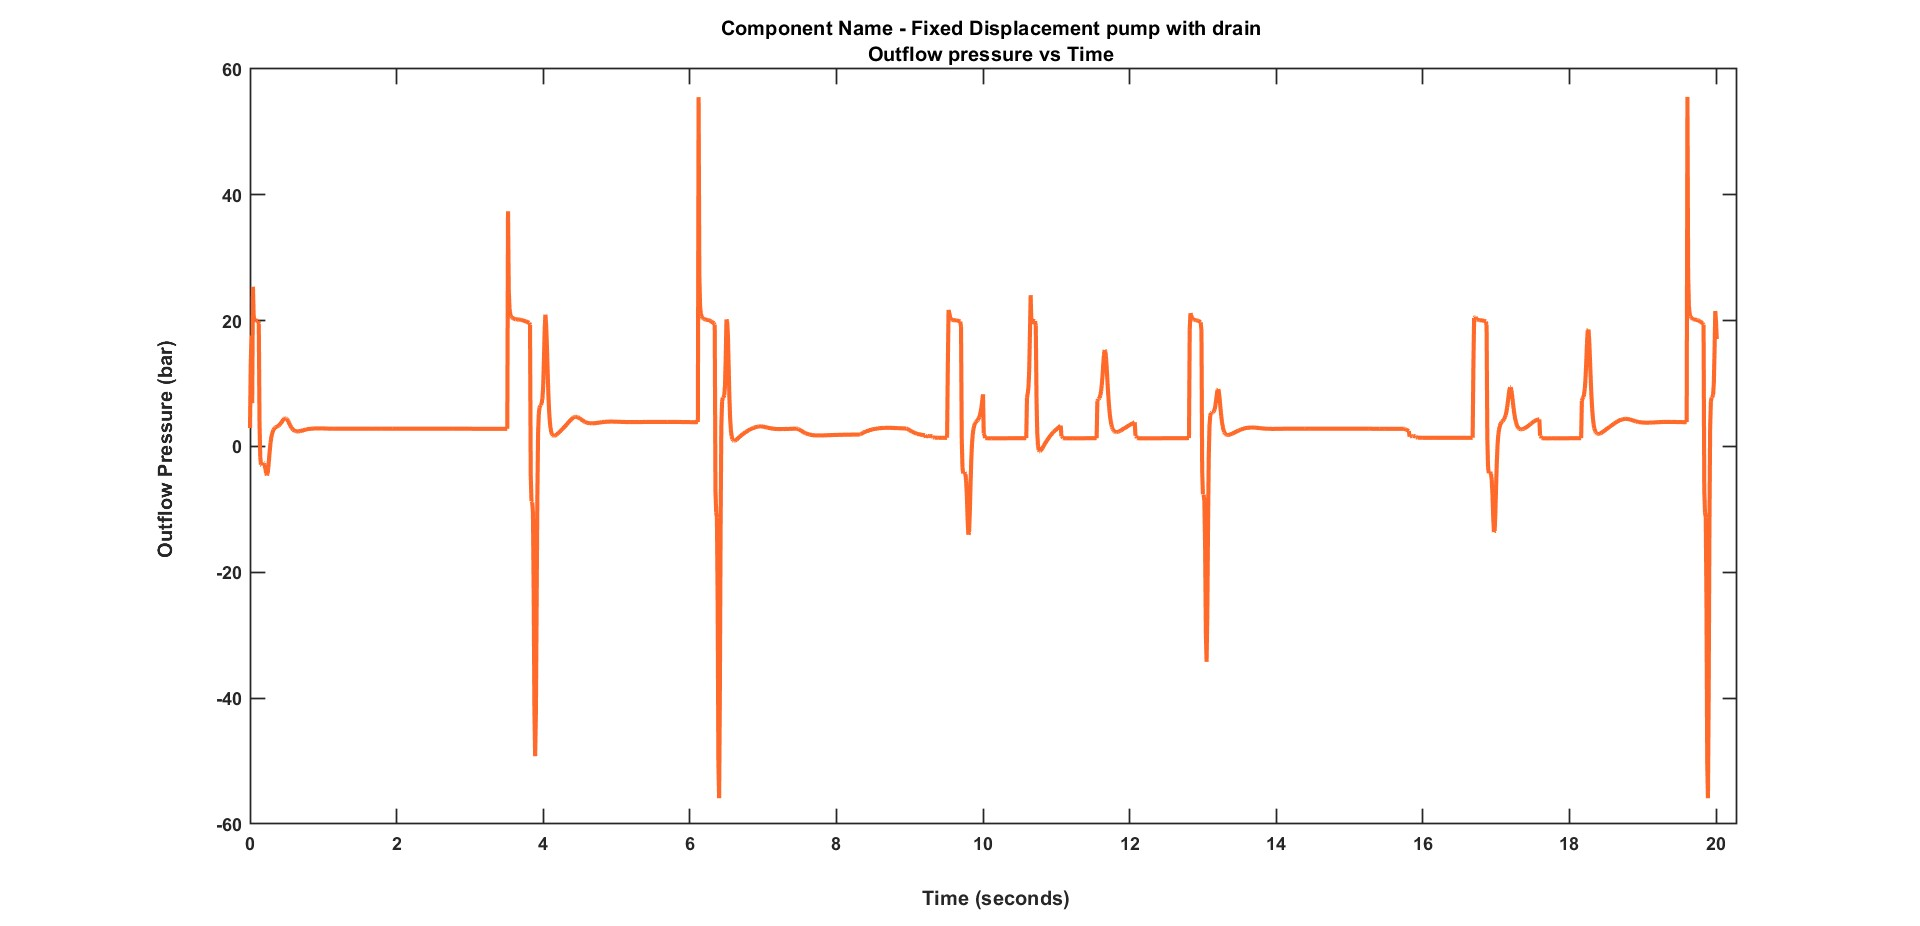 Component Name - Fixed Displacement pump with drain
Outflow pressure vs Time
60
40
20
0
-20
-40
-60
Outflow Pressure (bar)
0 2 4 6 8 10 12 14 16 18 20
Time (seconds)